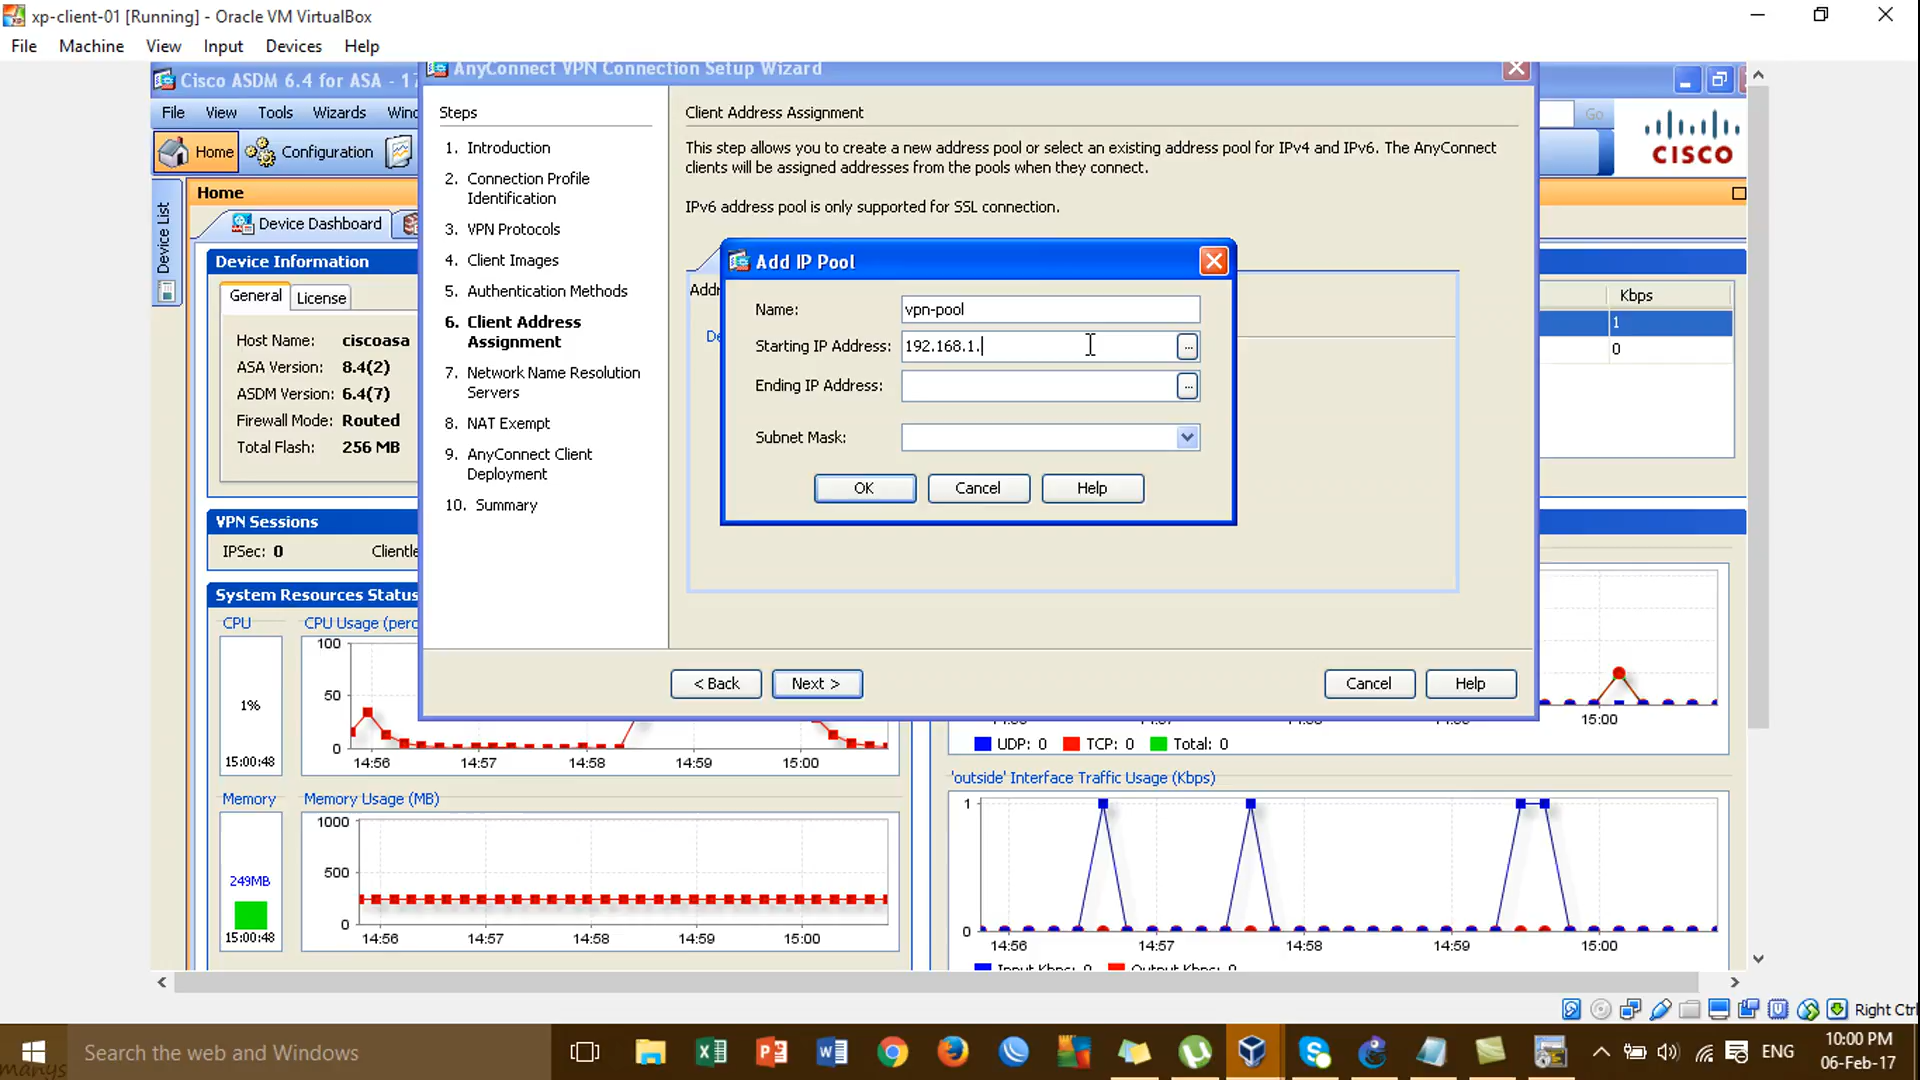 xp-client-01 [Running] - Oracle VM VirtualBox
File Machine View Input Devices Help
Cisco ASDM 6.4 for ASA - 17
AnyConnect VPN Connection Setup Wizard
File View Tools Wizards
Go
Home Configuration
CISCO
Device List
Home
Device Dashboard
Device Information
General License
Host Name: ciscoasa
ASA Version: 8.4(2)
ASDM Version: 6.4(7)
Firewall Mode: Routed
Total Flash: 256 MB
VPN Sessions
IPSec: 0
System Resources Status
CPU
CPU Usage
1%
15:00:48
100
50
0
14:56 14:57 14:58 14:59 15:00
Memory
Memory Usage (MB)
249MB
15:00:48
1000
500
0
14:56 14:57 14:58 14:59 15:00
Steps
1. Introduction
2. Connection Profile
Identification
3. VPN Protocols
4. Client Images
5. Authentication Methods
6. Client Address
Assignment
7. Network Name Resolution
Servers
8. NAT Exempt
9. AnyConnect Client
Deployment
10. Summary
Client Address Assignment
This step allows you to create a new address pool or select an existing address pool for IPv4 and IPv6. The AnyConnect
clients will be assigned addresses from the pools when they connect.
IPv6 address pool is only supported for SSL connection.
Add IP Pool
Name: vpn-pool
Starting IP Address: 192.168.1.
...
Ending IP Address:
...
Subnet Mask:
OK Cancel Help
< Back Next > Cancel Help
Kbps
1
0
15:00
UDP: 0 TCP: 0 Total: 0
'outside' Interface Traffic Usage (Kbps)
1
0
14:56 14:57 14:58 14:59 15:00
Input Kbps: 0 Output Kbps: 0
Right Ctrl
Search the web and Windows
ENG
10:00 PM
06-Feb-17